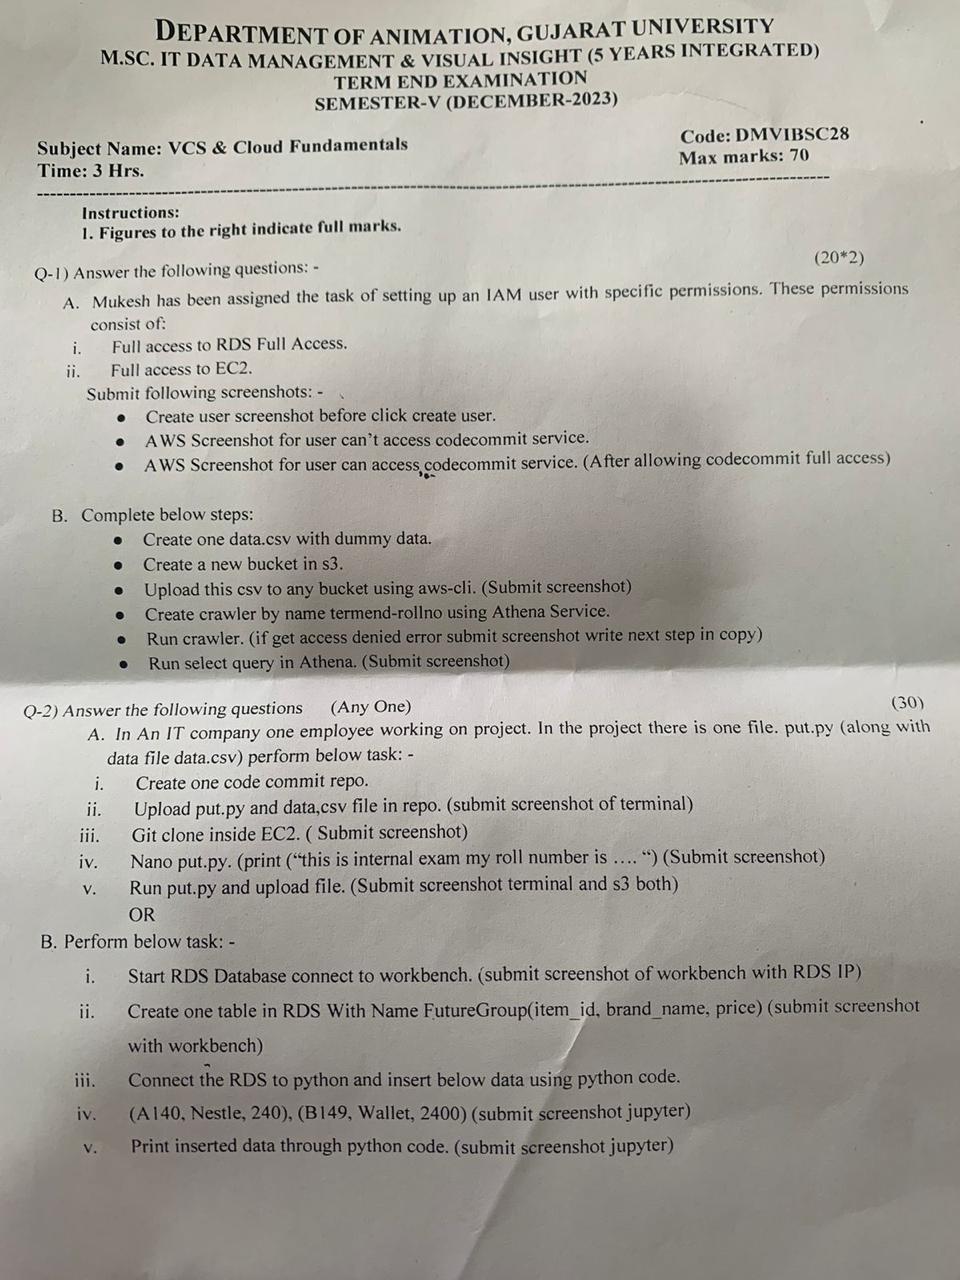 DEPARTMENT OF ANIMATION, GUJARAT UNIVERSITY
M.SC. IT DATA MANAGEMENT & VISUAL INSIGHT (5 YEARS INTEGRATED)
TERM END EXAMINATION
SEMESTER-V (DECEMBER-2023)
Subject Name: VCS & Cloud Fundamentals Code: DMVIBSC28
Time: 3 Hrs. Max marks: 70
Instructions:
1. Figures to the right indicate full marks.
Q-1) Answer the following questions: - (20*2)
A. Mukesh has been assigned the task of setting up an IAM user with specific permissions. These permissions
consist of:
i. Full access to RDS Full Access.
ii. Full access to EC2.
Submit following screenshots: -
• Create user screenshot before click create user.
• AWS Screenshot for user can't access codecommit service.
• AWS Screenshot for user can access codecommit service. (After allowing codecommit full access)
B. Complete below steps:
• Create one data.csv with dummy data.
• Create a new bucket in s3.
• Upload this csv to any bucket using aws-cli. (Submit screenshot)
• Create crawler by name termend-rollno using Athena Service.
• Run crawler. (if get access denied error submit screenshot write next step in copy)
• Run select query in Athena. (Submit screenshot)
Q-2) Answer the following questions (Any One) (30)
A. In An IT company one employee working on project. In the project there is one file. put.py (along with
data file data.csv) perform below task: -
i. Create one code commit repo.
ii. Upload put.py and data,csv file in repo. (submit screenshot of terminal)
iii. Git clone inside EC2. ( Submit screenshot)
iv. Nano put.py. (print (“this is internal exam my roll number is .... “) (Submit screenshot)
v. Run put.py and upload file. (Submit screenshot terminal and s3 both)
OR
B. Perform below task: -
i. Start RDS Database connect to workbench. (submit screenshot of workbench with RDS IP)
ii. Create one table in RDS With Name FutureGroup(item_id, brand_name, price) (submit screenshot
with workbench)
iii. Connect the RDS to python and insert below data using python code.
iv. (A140, Nestle, 240), (B149, Wallet, 2400) (submit screenshot jupyter)
v. Print inserted data through python code. (submit screenshot jupyter)